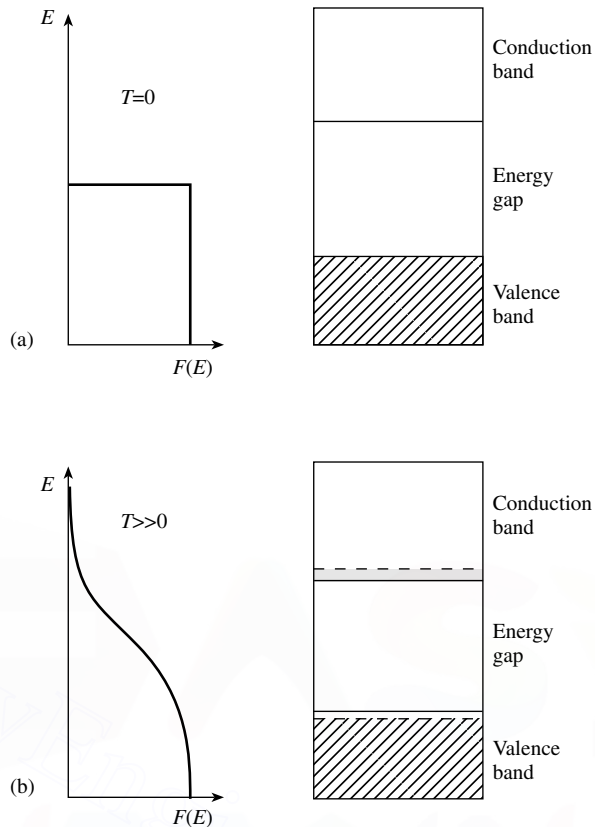 E
T=0
Conduction
band
Energy
gap
Valence
band
(a)
F(E)
E
T>>0
Conduction
band
Energy
gap
Valence
band
(b)
F(E)